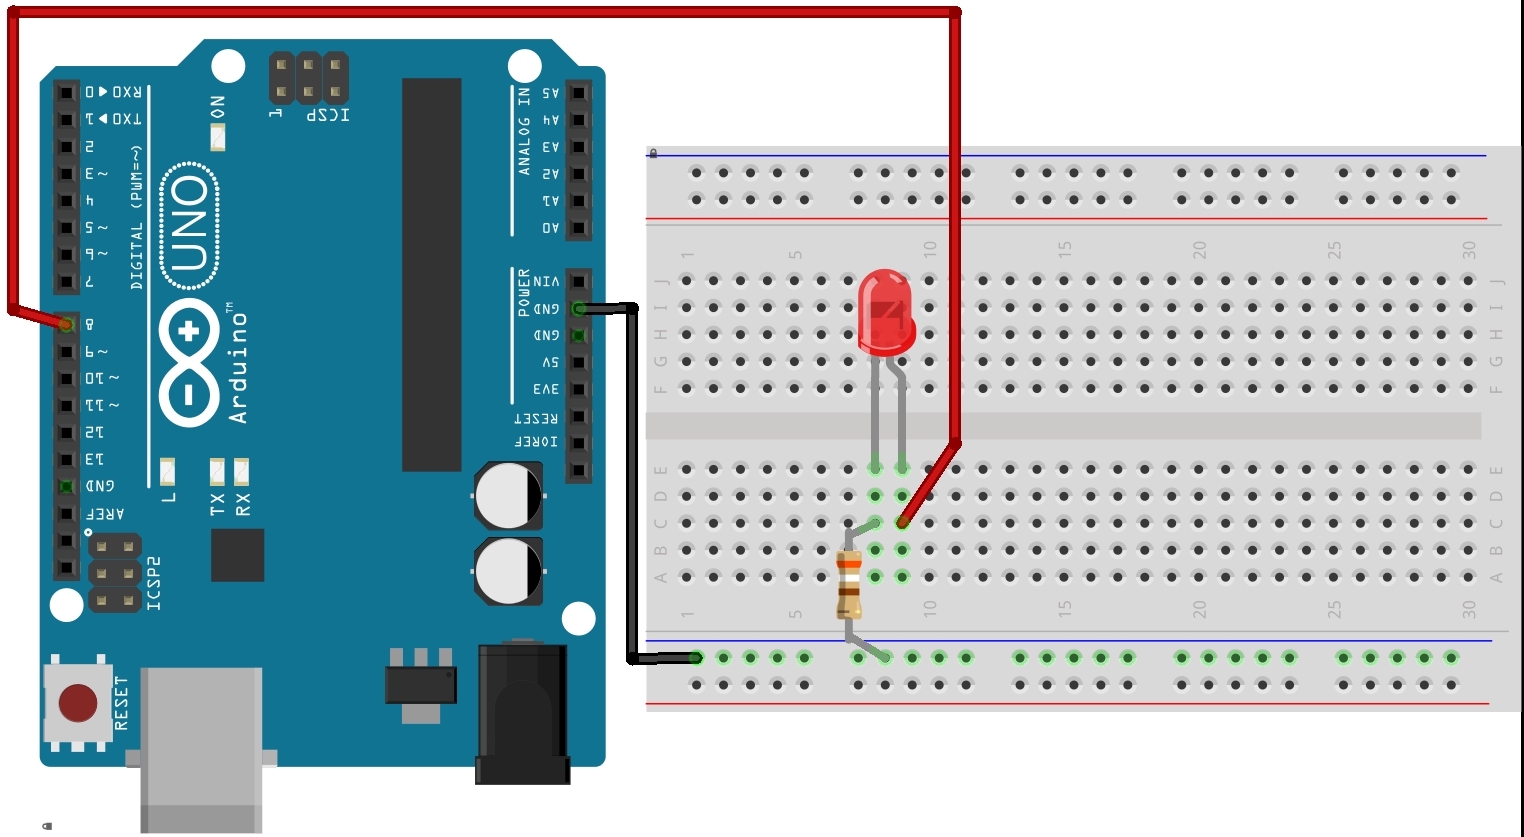 RX0 ◀ 0
TX0 ▶ 1
2
3 ~
4
5 ~
6 ~
7
8
9 ~
10 ~
11 ~
12
13
GND
AREF
DIGITAL (PWM=~)
ON
1
ICSP
UNO
Arduino™
L
TX
RX
ICSP2
RESET
ANALOG IN
A5
A4
A3
A2
A1
A0
POWER
VIN
GND
GND
5V
3V3
RESET
IOREF
1 5 10 15 20 25 30
J J
I I
H H
G G
F F
E E
D D
C C
B B
A A
1 5 10 15 20 25 30